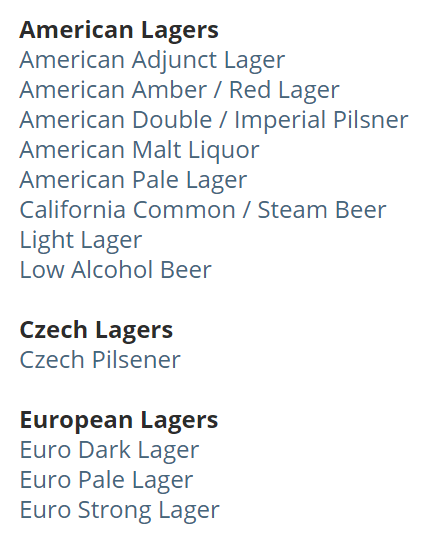 American Lagers
American Adjunct Lager
American Amber / Red Lager
American Double / Imperial Pilsner
American Malt Liquor
American Pale Lager
California Common / Steam Beer
Light Lager
Low Alcohol Beer
Czech Lagers
Czech Pilsener
European Lagers
Euro Dark Lager
Euro Pale Lager
Euro Strong Lager